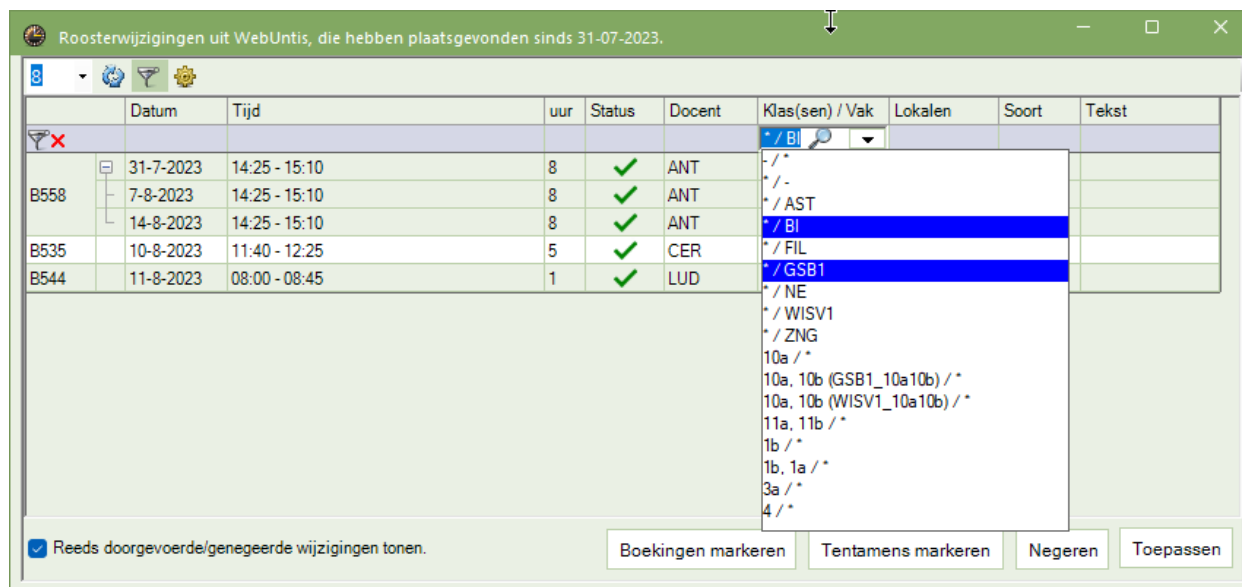 Roosterwijzigingen uit WebUntis, die hebben plaatsgevonden sinds 31-07-2023.
8
Datum Tijd uur Status Docent Klas(sen) / Vak Lokalen Soort Tekst
* / BI
31-7-2023 14:25 - 15:10 8 ANT
B558 7-8-2023 14:25 - 15:10 8 ANT
14-8-2023 14:25 - 15:10 8 ANT
B535 10-8-2023 11:40 - 12:25 5 CER
B544 11-8-2023 08:00 - 08:45 1 LUD
- / *
* / -
* / AST
* / BI
* / FIL
* / GSB1
* / NE
* / WISV1
* / ZNG
10a / *
10a, 10b (GSB1_10a10b) / *
10a, 10b (WISV1_10a10b) / *
11a, 11b / *
1b / *
1b, 1a / *
3a / *
4 / *
Reeds doorgevoerde/genegeerde wijzigingen tonen.
Boekingen markeren Tentamens markeren Negeren Toepassen